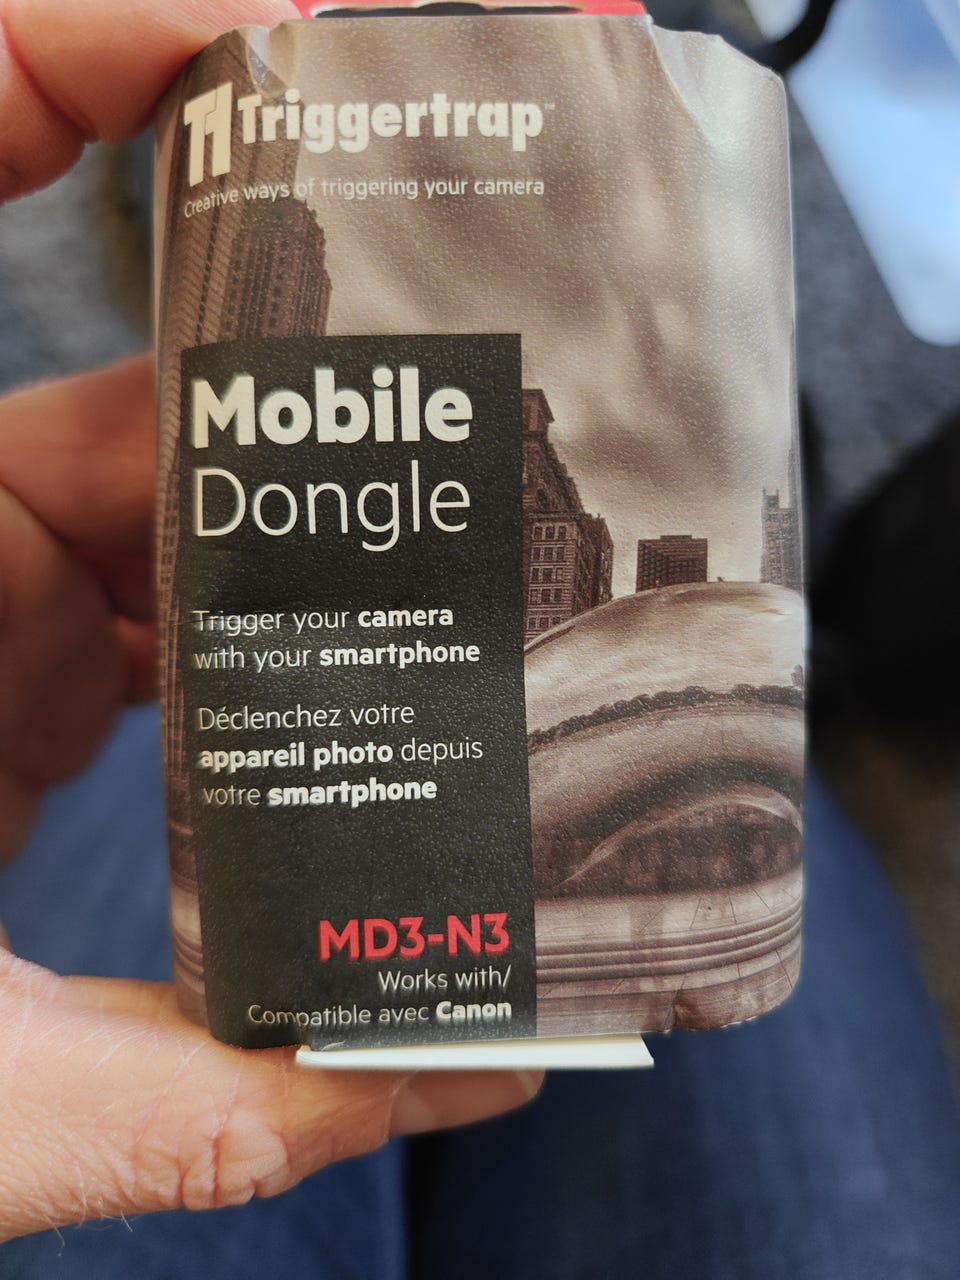 Triggertrap™
Creative ways of triggering your camera
Mobile
Dongle
Trigger your camera
with your smartphone
Déclenchez votre
appareil photo depuis
votre smartphone
MD3-N3
Works with/
Compatible avec Canon